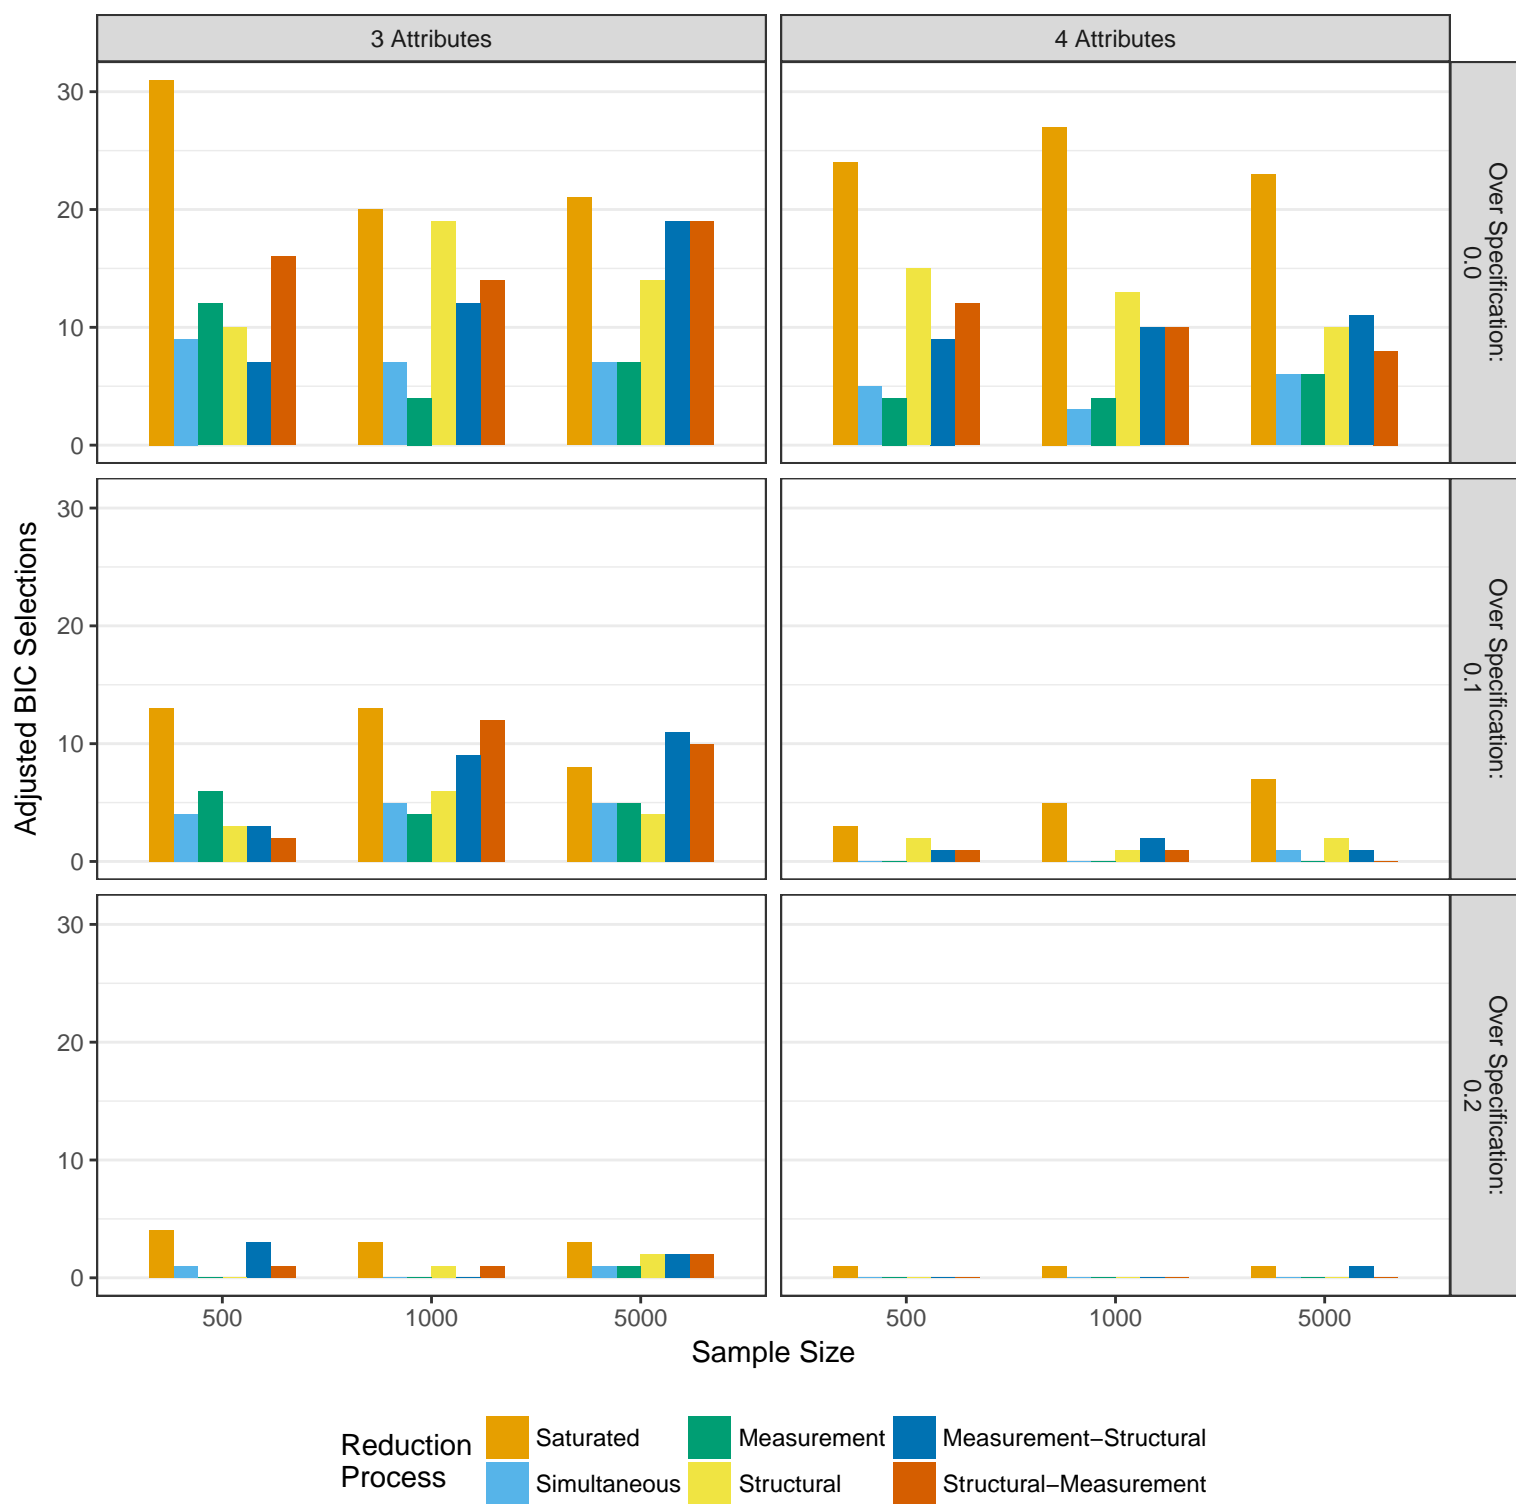 3 Attributes
4 Attributes
30
20
10
0
Over Specification:
0.0
30
20
10
0
Over Specification:
0.1
30
20
10
0
Over Specification:
0.2
Adjusted BIC Selections
500
1000
5000
500
1000
5000
Sample Size
Reduction
Process
Saturated
Measurement
Measurement−Structural
Simultaneous
Structural
Structural−Measurement